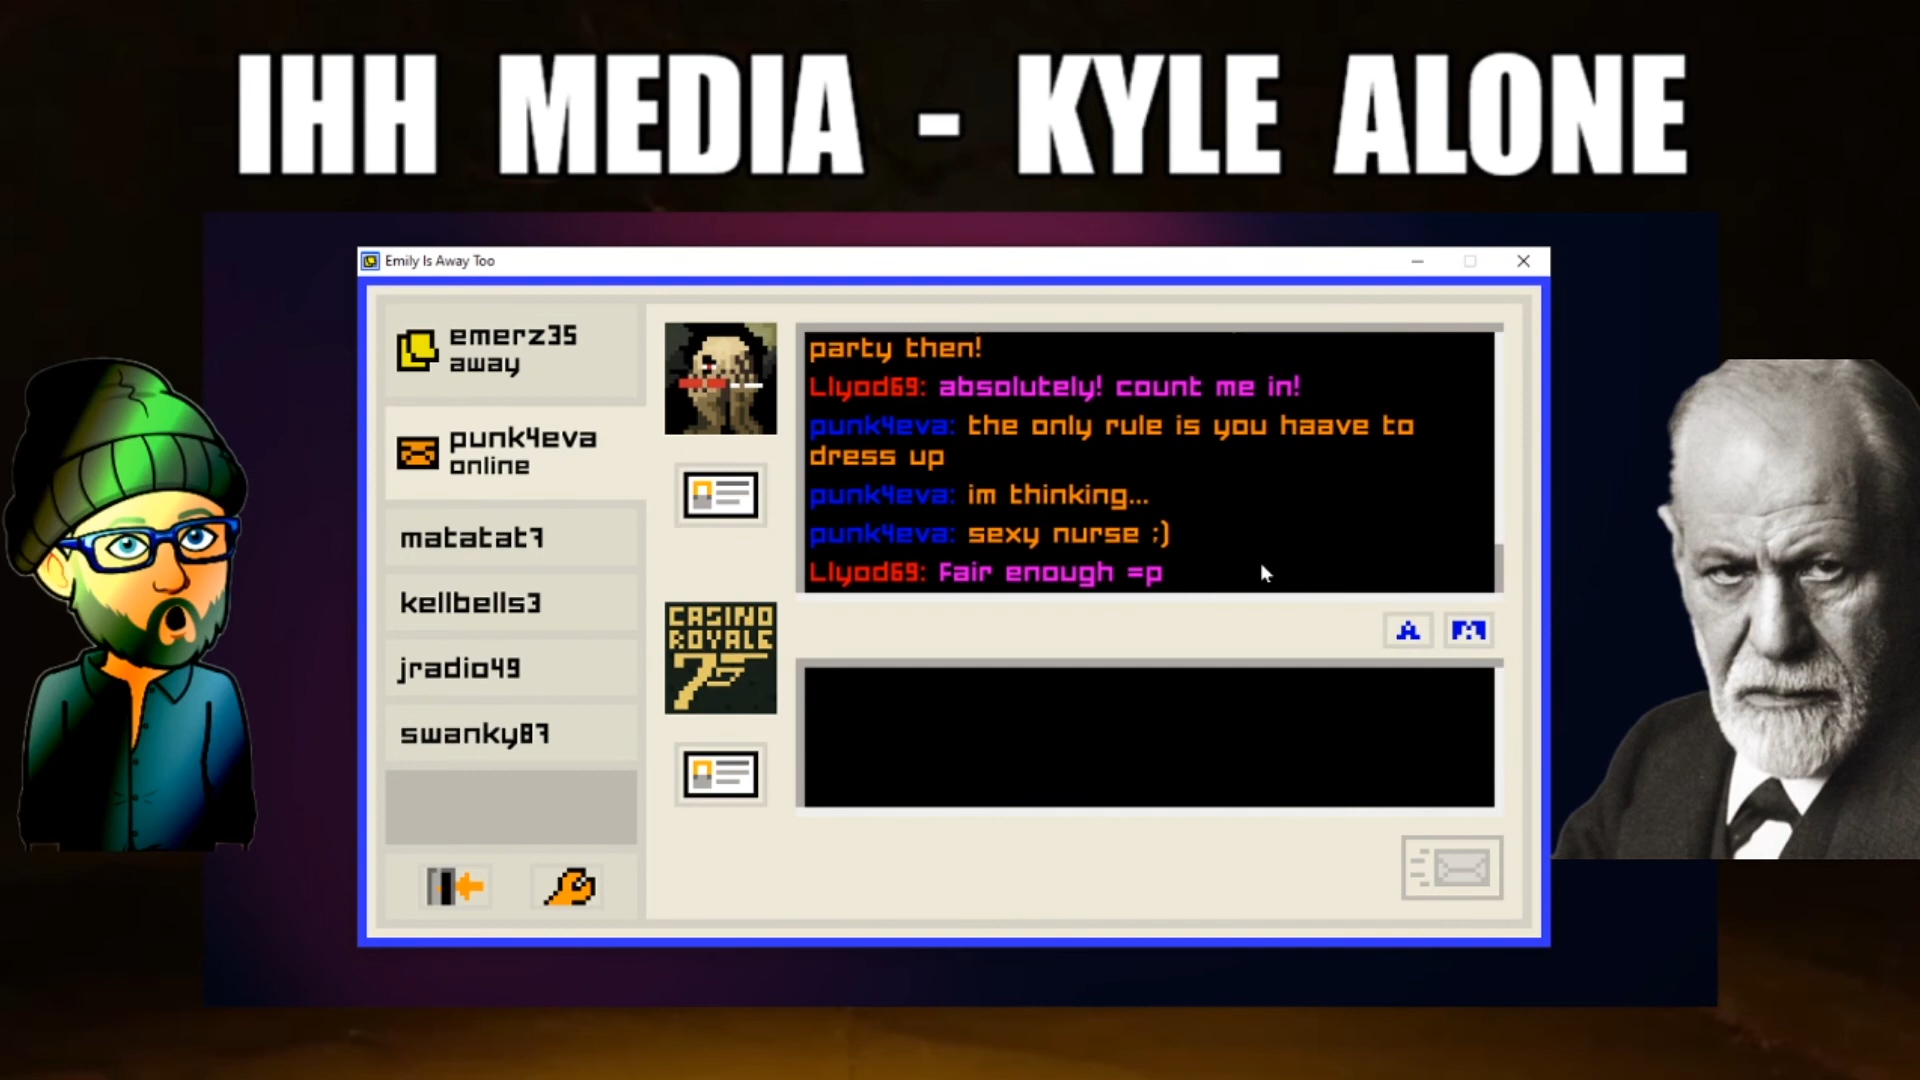 IHH MEDIA - KYLE ALONE
Emily Is Away Too
emerz35
away
punk4eva
online
matatat7
kellbells3
jradio49
swanky87
party then!
Llyod69: absolutely! count me in!
punk4eva: the only rule is you haave to
dress up
punk4eva: im thinking...
punk4eva: sexy nurse ;)
Llyod69: Fair enough =p
CASINO
ROYALE
7
A
M